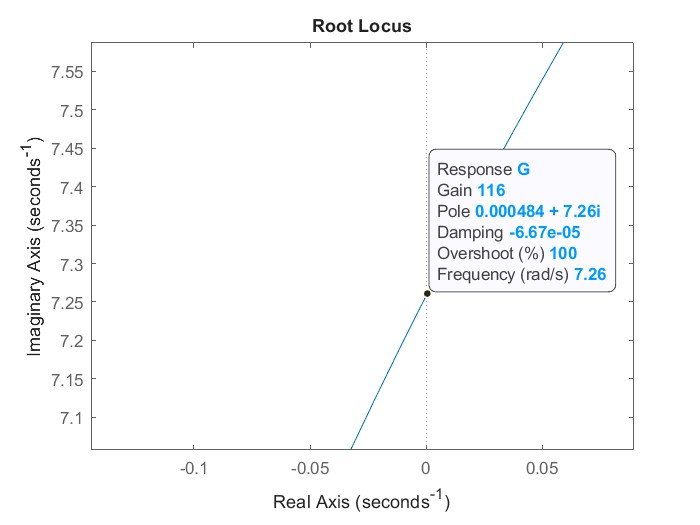 Root Locus
Imaginary Axis (seconds-1)
7.55
7.5
7.45
7.4
7.35
7.3
7.25
7.2
7.15
7.1
Response G
Gain 116
Pole 0.000484 + 7.26i
Damping -6.67e-05
Overshoot (%) 100
Frequency (rad/s) 7.26
-0.1
-0.05
0
0.05
Real Axis (seconds-1)